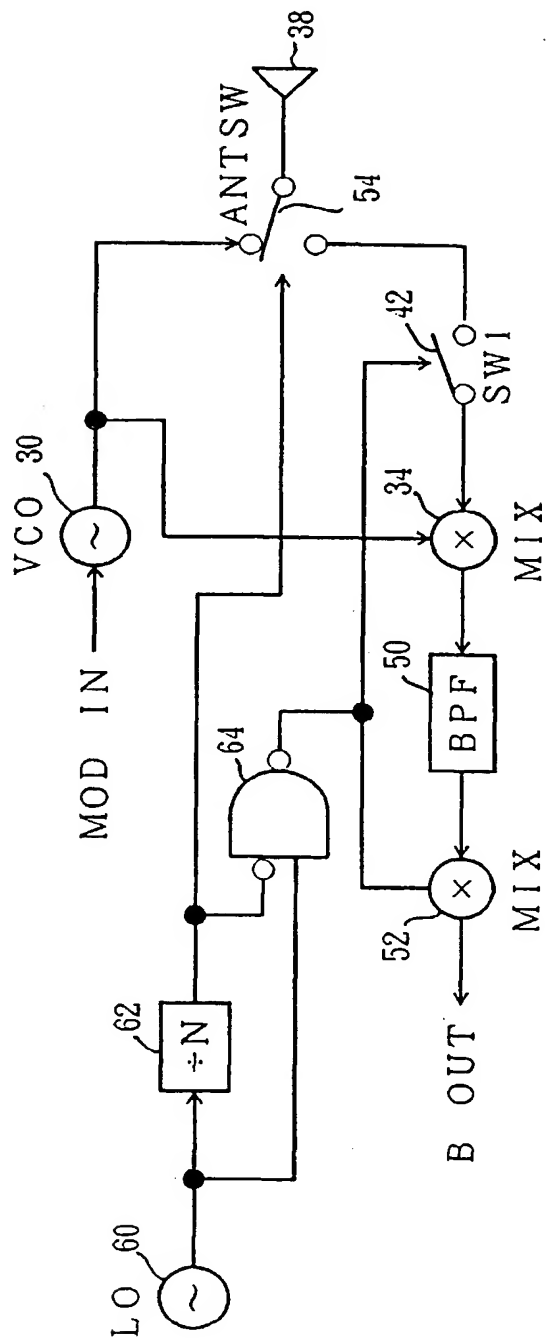 LO 60
62
÷N
64
MOD IN
VCO 30
ANTSW
54
38
42
SW1
34
×
MIX
50
BPF
52
×
MIX
B OUT